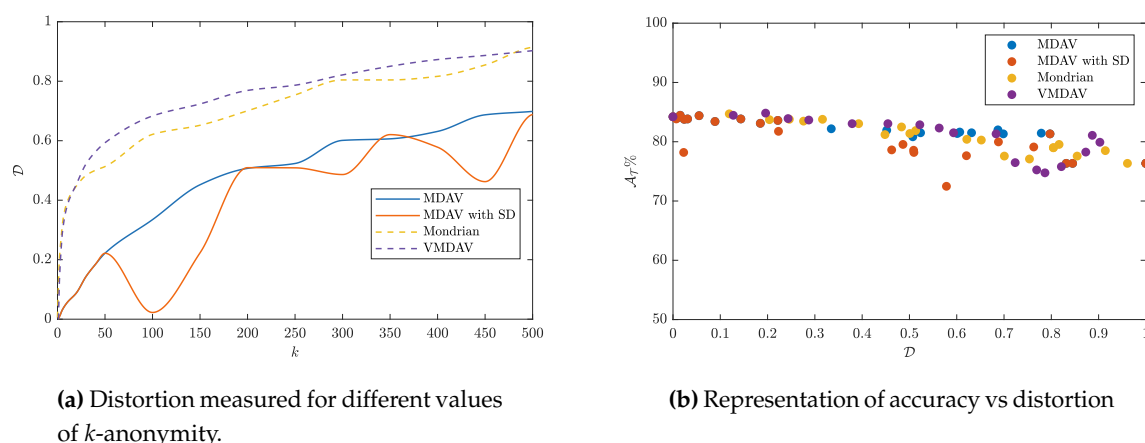 1
0.8
0.6
0.4
0.2
0
𝒟
0 50 100 150 200 250 300 350 400 450 500
k
MDAV
MDAV with SD
Mondrian
VMDAV
(a) Distortion measured for different values
of k-anonymity.
100
90
80
70
60
50
𝒜𝒯%
0 0.1 0.2 0.3 0.4 0.5 0.6 0.7 0.8 0.9 1
𝒟
MDAV
MDAV with SD
Mondrian
VMDAV
(b) Representation of accuracy vs distortion